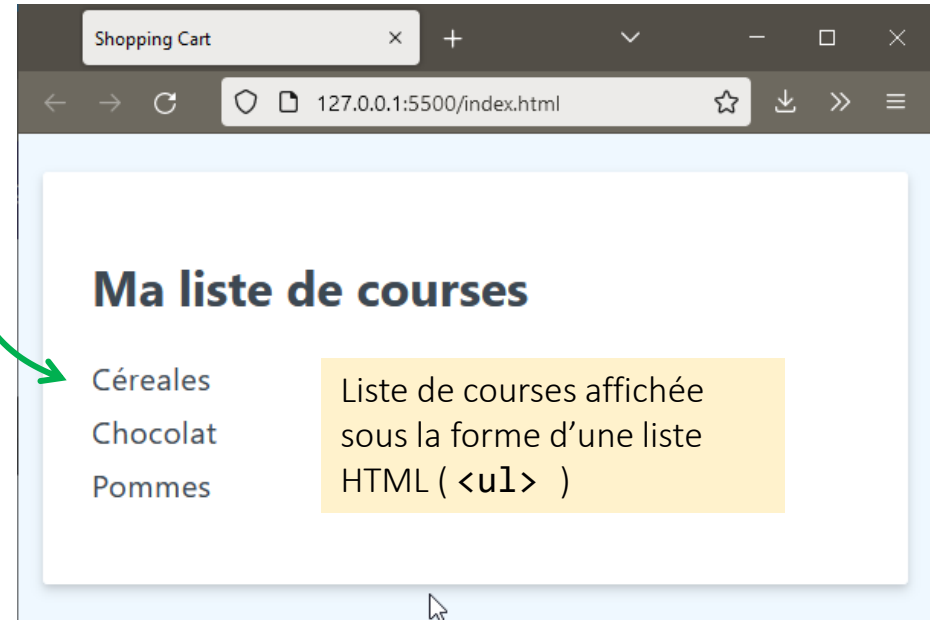 Shopping Cart
127.0.0.1:5500/index.html
Ma liste de courses
Céreales
Chocolat
Pommes
Liste de courses affichée
sous la forme d’une liste
HTML ( <ul> )